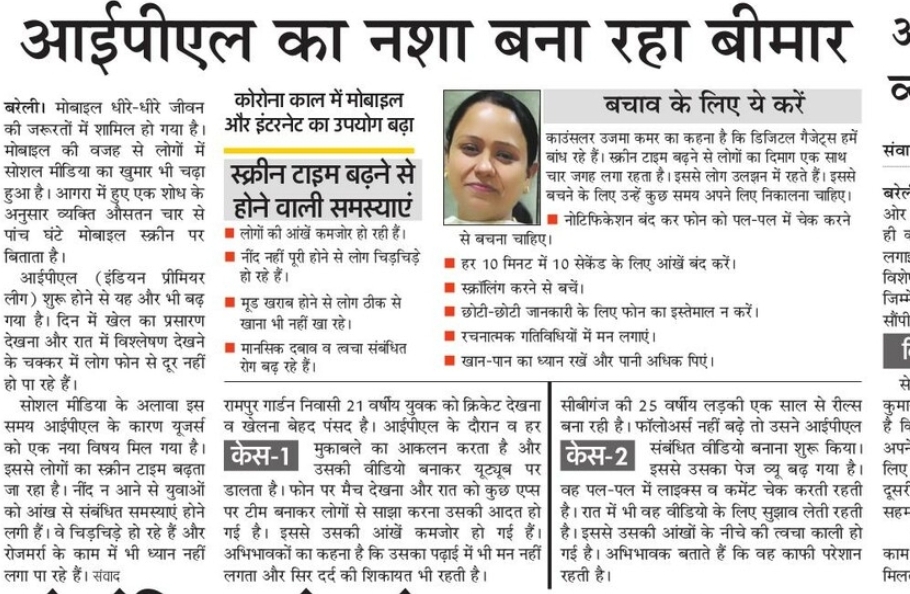 आईपीएल का नशा बना रहा बीमार
बरेली। मोबाइल धीरे-धीरे जीवन
की जरूरतों में शामिल हो गया है।
मोबाइल की वजह से लोगों में
सोशल मीडिया का खुमार भी चढ़ा
हुआ है। आगरा में हुए एक शोध के
अनुसार व्यक्ति औसतन चार से
पांच घंटे मोबाइल स्क्रीन पर
बिताता है।
आईपीएल (इंडियन प्रीमियर
लीग) शुरू होने से यह और भी बढ़
गया है। दिन में खेल का प्रसारण
देखना और रात में विश्लेषण देखने
के चक्कर में लोग फोन से दूर नहीं
हो पा रहे हैं।
सोशल मीडिया के अलावा इस
समय आईपीएल के कारण यूजर्स
को एक नया विषय मिल गया है।
इससे लोगों का स्क्रीन टाइम बढ़ता
जा रहा है। नींद न आने से युवाओं
को आंख से संबंधित समस्याएं होने
लगी हैं। वे चिड़चिड़े हो रहे हैं और
रोजमर्रा के काम में भी ध्यान नहीं
लगा पा रहे हैं। संवाद
कोरोना काल में मोबाइल
और इंटरनेट का उपयोग बढ़ा
स्क्रीन टाइम बढ़ने से
होने वाली समस्याएं
लोगों की आंखें कमजोर हो रही हैं।
नींद नहीं पूरी होने से लोग चिड़चिड़े
हो रहे हैं।
मूड खराब होने से लोग ठीक से
खाना भी नहीं खा रहे।
मानसिक दबाव व त्वचा संबंधित
रोग बढ़ रहे हैं।
बचाव के लिए ये करें
काउंसलर उजमा कमर का कहना है कि डिजिटल गैजेट्स हमें
बांध रहे हैं। स्क्रीन टाइम बढ़ने से लोगों का दिमाग एक साथ
चार जगह लगा रहता है। इससे लोग उलझन में रहते हैं। इससे
बचने के लिए उन्हें कुछ समय अपने लिए निकालना चाहिए।
नोटिफिकेशन बंद कर फोन को पल-पल में चेक करने
से बचना चाहिए।
हर 10 मिनट में 10 सेकेंड के लिए आंखें बंद करें।
स्क्रॉलिंग करने से बचें।
छोटी-छोटी जानकारी के लिए फोन का इस्तेमाल न करें।
रचनात्मक गतिविधियों में मन लगाएं।
खान-पान का ध्यान रखें और पानी अधिक पिएं।
रामपुर गार्डन निवासी 21 वर्षीय युवक को क्रिकेट देखना
व खेलना बेहद पंसद है। आईपीएल के दौरान व हर
केस-1
मुकाबले का आकलन करता है और
उसकी वीडियो बनाकर यूट्यूब पर
डालता है। फोन पर मैच देखना और रात को कुछ एप्स
पर टीम बनाकर लोगों से साझा करना उसकी आदत हो
गई है। इससे उसकी आंखें कमजोर हो गई हैं।
अभिभावकों का कहना है कि उसका पढ़ाई में भी मन नहीं
लगता और सिर दर्द की शिकायत भी रहती है।
सीबीगंज की 25 वर्षीय लड़की एक साल से रील्स
बना रही है। फॉलोअर्स नहीं बढ़े तो उसने आईपीएल
केस-2
संबंधित वीडियो बनाना शुरू किया।
इससे उसका पेज व्यू बढ़ गया है।
वह पल-पल में लाइक्स व कमेंट चेक करती रहती
है। रात में भी वह वीडियो के लिए सुझाव लेती रहती
है। इससे उसकी आंखों के नीचे की त्वचा काली हो
गई है। अभिभावक बताते हैं कि वह काफी परेशान
रहती है।
संवा
बरेल
ओर
ही व
लगा
विशे
जिम्मे
सौंपी
से
कुमा
है वि
अपने
लिए
दूसरी
सहम
काम
मिल